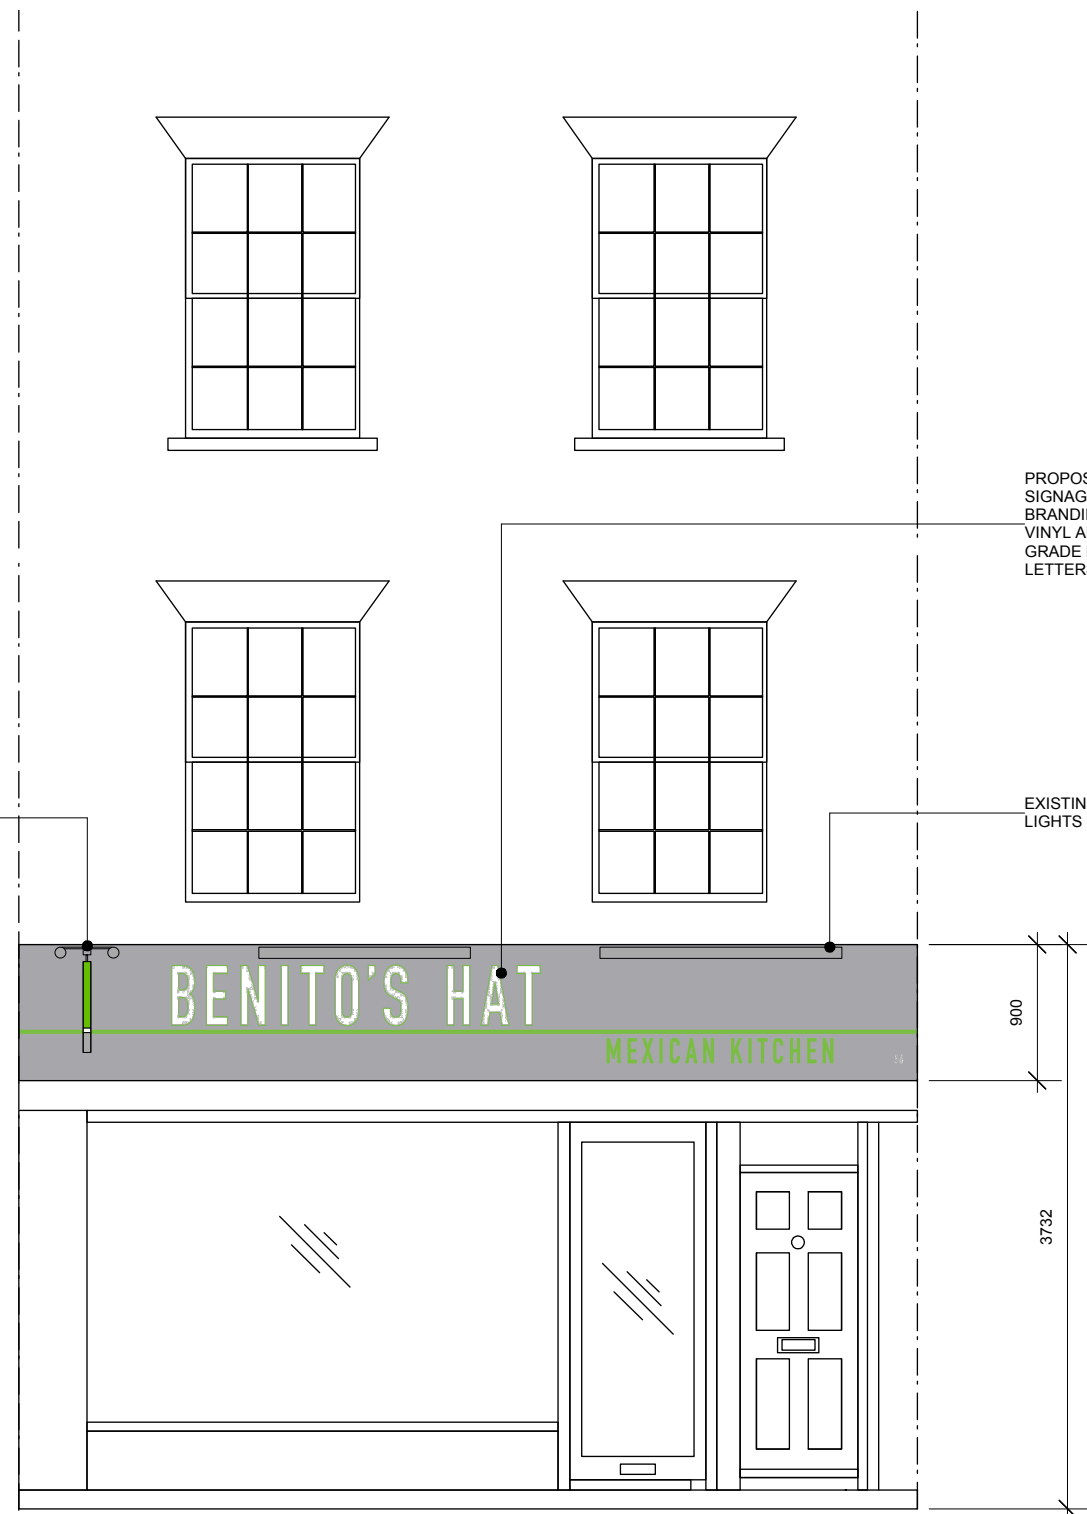 PROPOS
SIGNAG
BRANDI
VINYL A
GRADE
LETTER
EXISTIN
LIGHTS
BENITO'S HAT
MEXICAN KITCHEN
900
3732